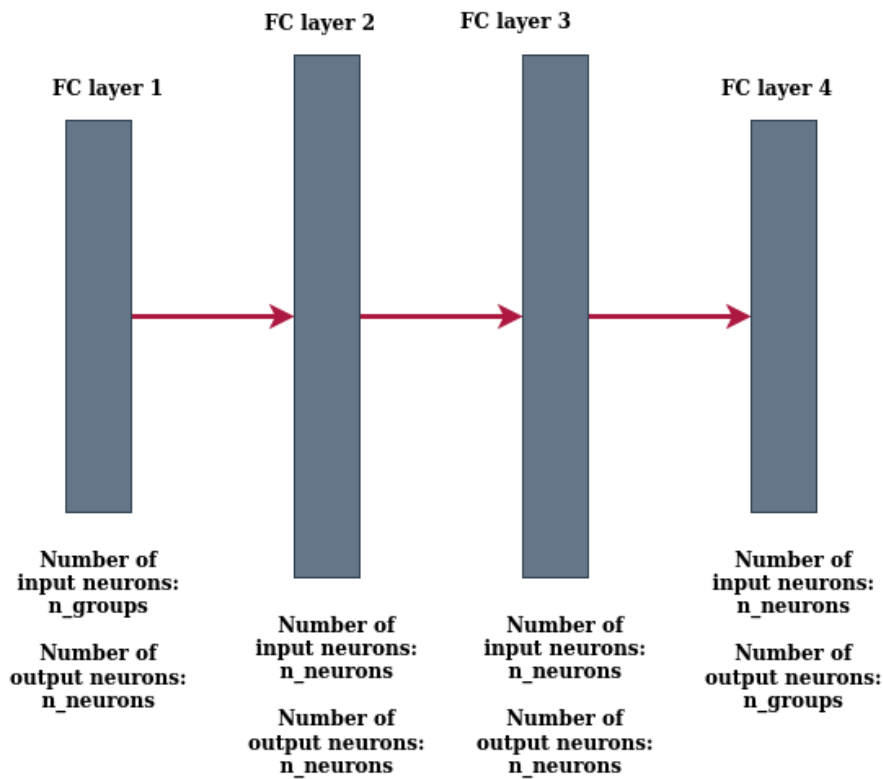 FC layer 1
FC layer 2
FC layer 3
FC layer 4
Number of
input neurons:
n_groups
Number of
output neurons:
n_neurons
Number of
input neurons:
n_neurons
Number of
output neurons:
n_neurons
Number of
input neurons:
n_neurons
Number of
output neurons:
n_neurons
Number of
input neurons:
n_neurons
Number of
output neurons:
n_groups